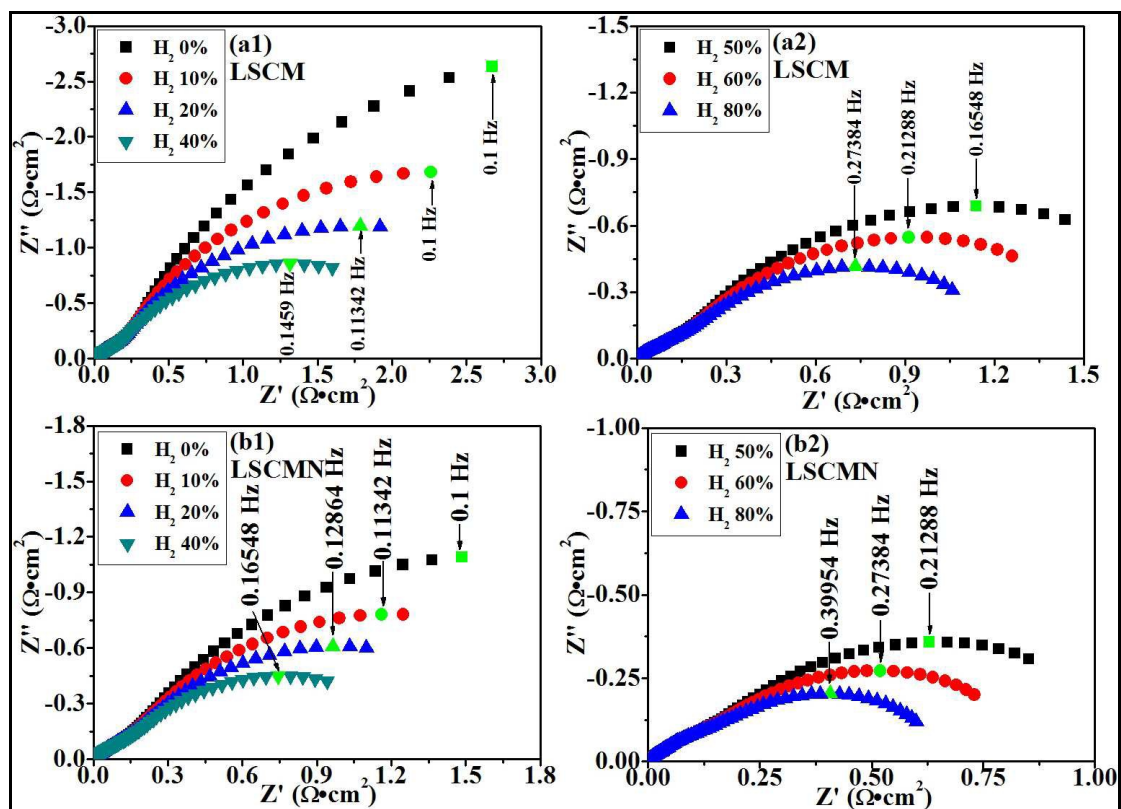 (a1)
LSCM
H₂ 0%
H₂ 10%
H₂ 20%
H₂ 40%
0.1 Hz
0.1 Hz
0.11342 Hz
0.1459 Hz
-3.0
-2.5
-2.0
-1.5
-1.0
-0.5
0.0
Z'' (Ω•cm²)
0.0 0.5 1.0 1.5 2.0 2.5 3.0
Z' (Ω•cm²)
(a2)
LSCM
H₂ 50%
H₂ 60%
H₂ 80%
0.27384 Hz
0.21288 Hz
0.16548 Hz
-1.5
-1.2
-0.9
-0.6
-0.3
0.0
Z'' (Ω•cm²)
0.0 0.3 0.6 0.9 1.2 1.5
Z' (Ω•cm²)
(b1)
LSCMN
H₂ 0%
H₂ 10%
H₂ 20%
H₂ 40%
0.16548 Hz
0.12864 Hz
0.11342 Hz
0.1 Hz
-1.8
-1.5
-1.2
-0.9
-0.6
-0.3
0.0
Z'' (Ω•cm²)
0.0 0.3 0.6 0.9 1.2 1.5 1.8
Z' (Ω•cm²)
(b2)
LSCMN
H₂ 50%
H₂ 60%
H₂ 80%
0.39954 Hz
0.27384 Hz
0.21288 Hz
-1.00
-0.75
-0.50
-0.25
0.00
Z'' (Ω•cm²)
0.00 0.25 0.50 0.75 1.00
Z' (Ω•cm²)